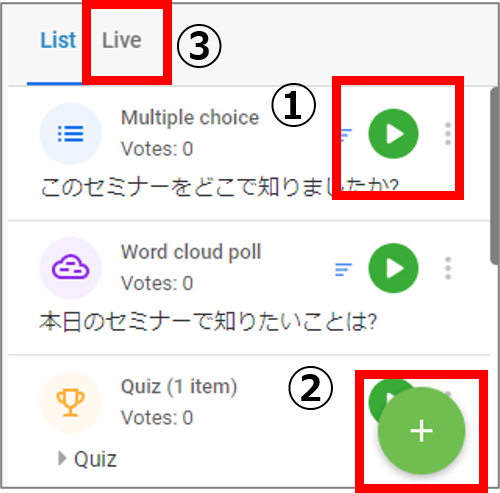 List Live ③
①
Multiple choice
Votes: 0
このセミナーをどこで知りましたか?
Word cloud poll
Votes: 0
本日のセミナーで知りたいことは?
②
Quiz (1 item)
Votes: 0
+
Quiz